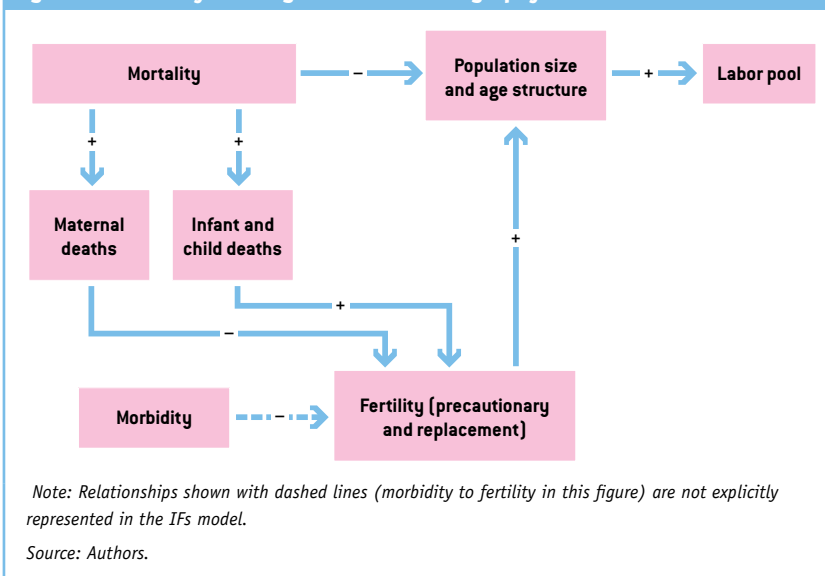 Mortality
–
Population size
and age structure
+
Labor pool
+
+
Maternal
deaths
Infant and
child deaths
+
+
–
Morbidity
–
Fertility (precautionary
and replacement)
Note: Relationships shown with dashed lines (morbidity to fertility in this figure) are not explicitly
represented in the IFs model.
Source: Authors.